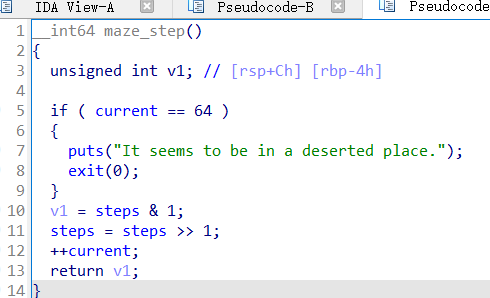 IDA View-A Pseudocode-B Pseudocode
1 __int64 maze_step()
2 {
3 unsigned int v1; // [rsp+Ch] [rbp-4h]
4
5 if ( current == 64 )
6 {
7 puts("It seems to be in a deserted place.");
8 exit(0);
9 }
10 v1 = steps & 1;
11 steps = steps >> 1;
12 ++current;
13 return v1;
14 }